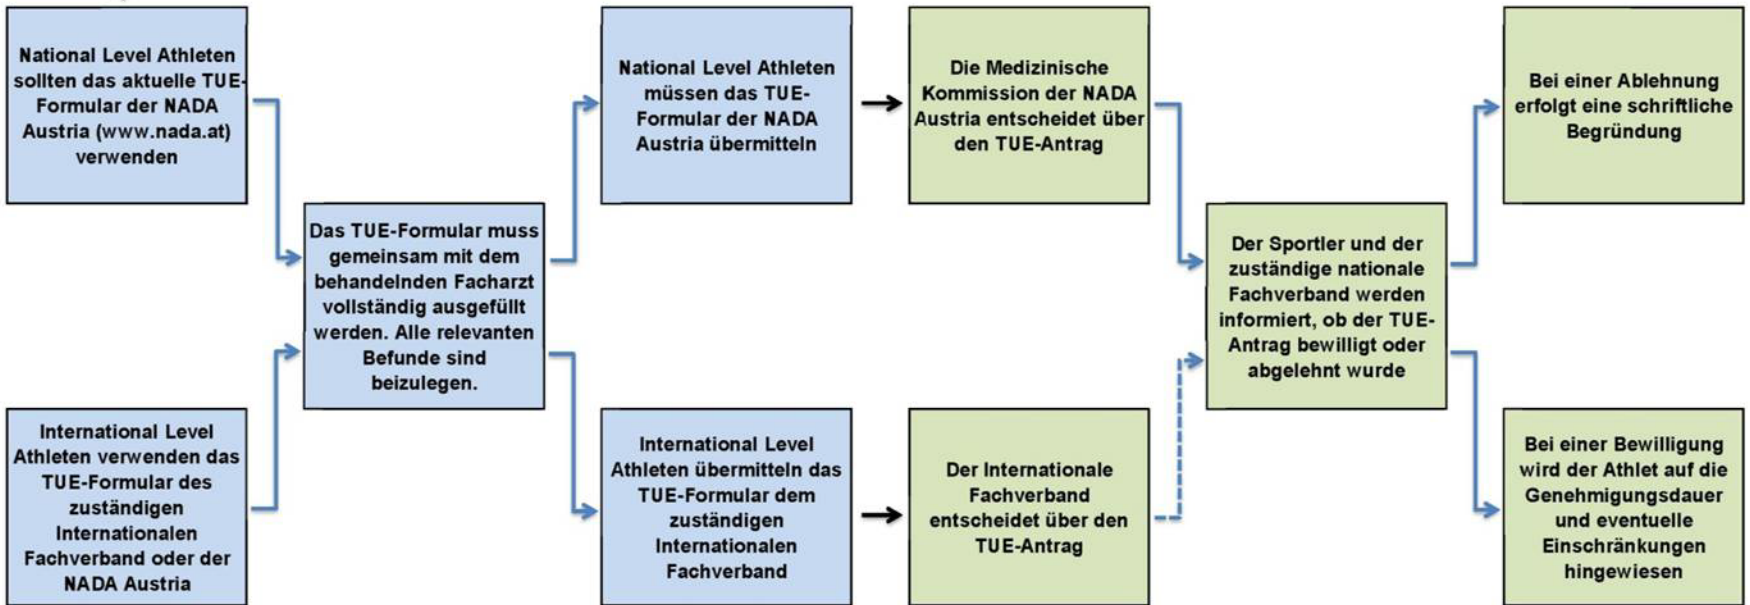 National Level Athleten
sollten das aktuelle TUE-
Formular der NADA
Austria (www.nada.at)
verwenden
International Level
Athleten verwenden das
TUE-Formular des
zuständigen
Internationalen
Fachverband oder der
NADA Austria
Das TUE-Formular muss
gemeinsam mit dem
behandelnden Facharzt
vollständig ausgefüllt
werden. Alle relevanten
Befunde sind
beizulegen.
National Level Athleten
müssen das TUE-
Formular der NADA
Austria übermitteln
International Level
Athleten übermitteln das
TUE-Formular dem
zuständigen
Internationalen
Fachverband
Die Medizinische
Kommission der NADA
Austria entscheidet über
den TUE-Antrag
Der Internationale
Fachverband
entscheidet über den
TUE-Antrag
Der Sportler und der
zuständige nationale
Fachverband werden
informiert, ob der TUE-
Antrag bewilligt oder
abgelehnt wurde
Bei einer Ablehnung
erfolgt eine schriftliche
Begründung
Bei einer Bewilligung
wird der Athlet auf die
Genehmigungsdauer
und eventuelle
Einschränkungen
hingewiesen